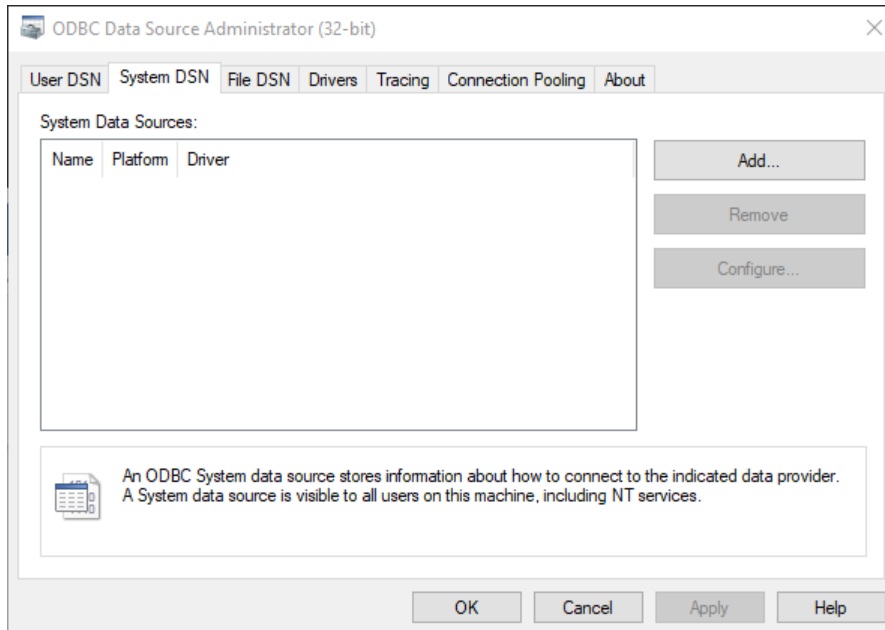 ODBC Data Source Administrator (32-bit)
User DSN System DSN File DSN Drivers Tracing Connection Pooling About
System Data Sources:
Name Platform Driver
Add...
Remove
Configure...
An ODBC System data source stores information about how to connect to the indicated data provider.
A System data source is visible to all users on this machine, including NT services.
OK Cancel Apply Help